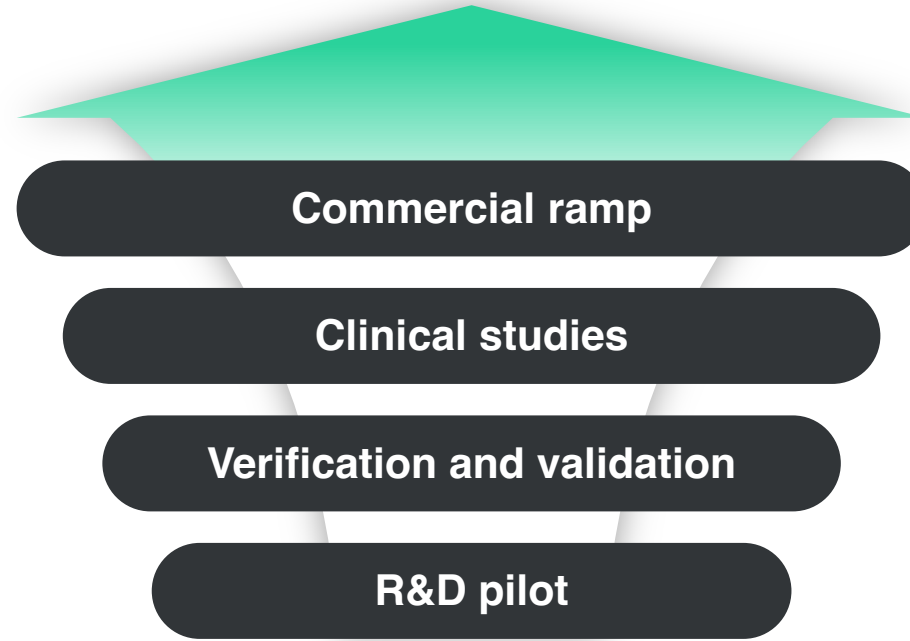 Commercial ramp
Clinical studies
Verification and validation
R&D pilot